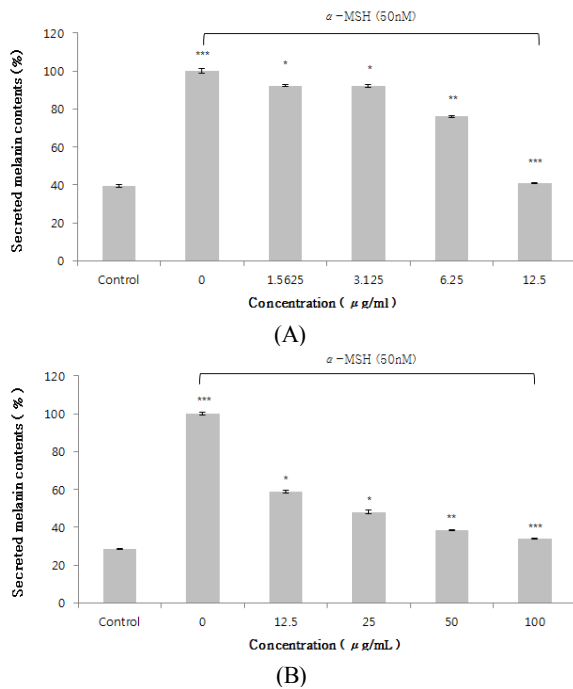 α-MSH (50nM)
Secreted melanin contents (%)
120
100
80
60
40
20
0
***
*
*
**
***
Control 0 1.5625 3.125 6.25 12.5
Concentration ( μg/ml)
(A)
α-MSH (50nM)
Secreted melanin contents ( % )
120
100
80
60
40
20
0
***
*
*
**
***
Control 0 12.5 25 50 100
Concentration ( μg/mL)
(B)